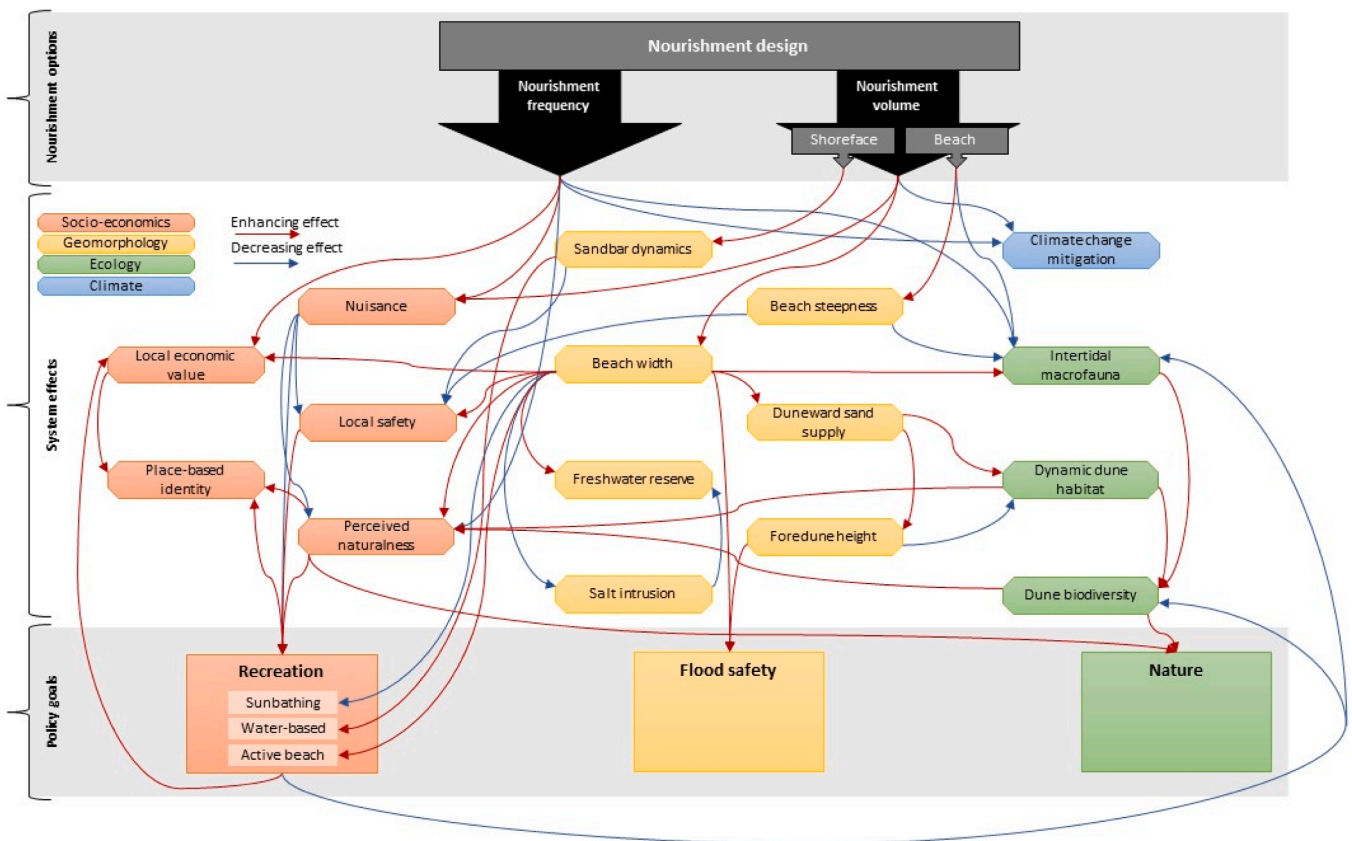 Nourishment design
Nourishment
frequency
Nourishment
volume
Shoreface
Beach
Nourishment options
Socio-economics
Geomorphology
Ecology
Climate
Enhancing effect
Decreasing effect
Sandbar dynamics
Climate change
mitigation
Nuisance
Beach steepness
Local economic
value
Beach width
Intertidal
macrofauna
Local safety
Duneward sand
supply
Place-based
identity
Freshwater reserve
Dynamic dune
habitat
Perceived
naturalness
Foredune height
Salt intrusion
Dune biodiversity
System effects
Recreation
Sunbathing
Water-based
Active beach
Flood safety
Nature
Policy goals